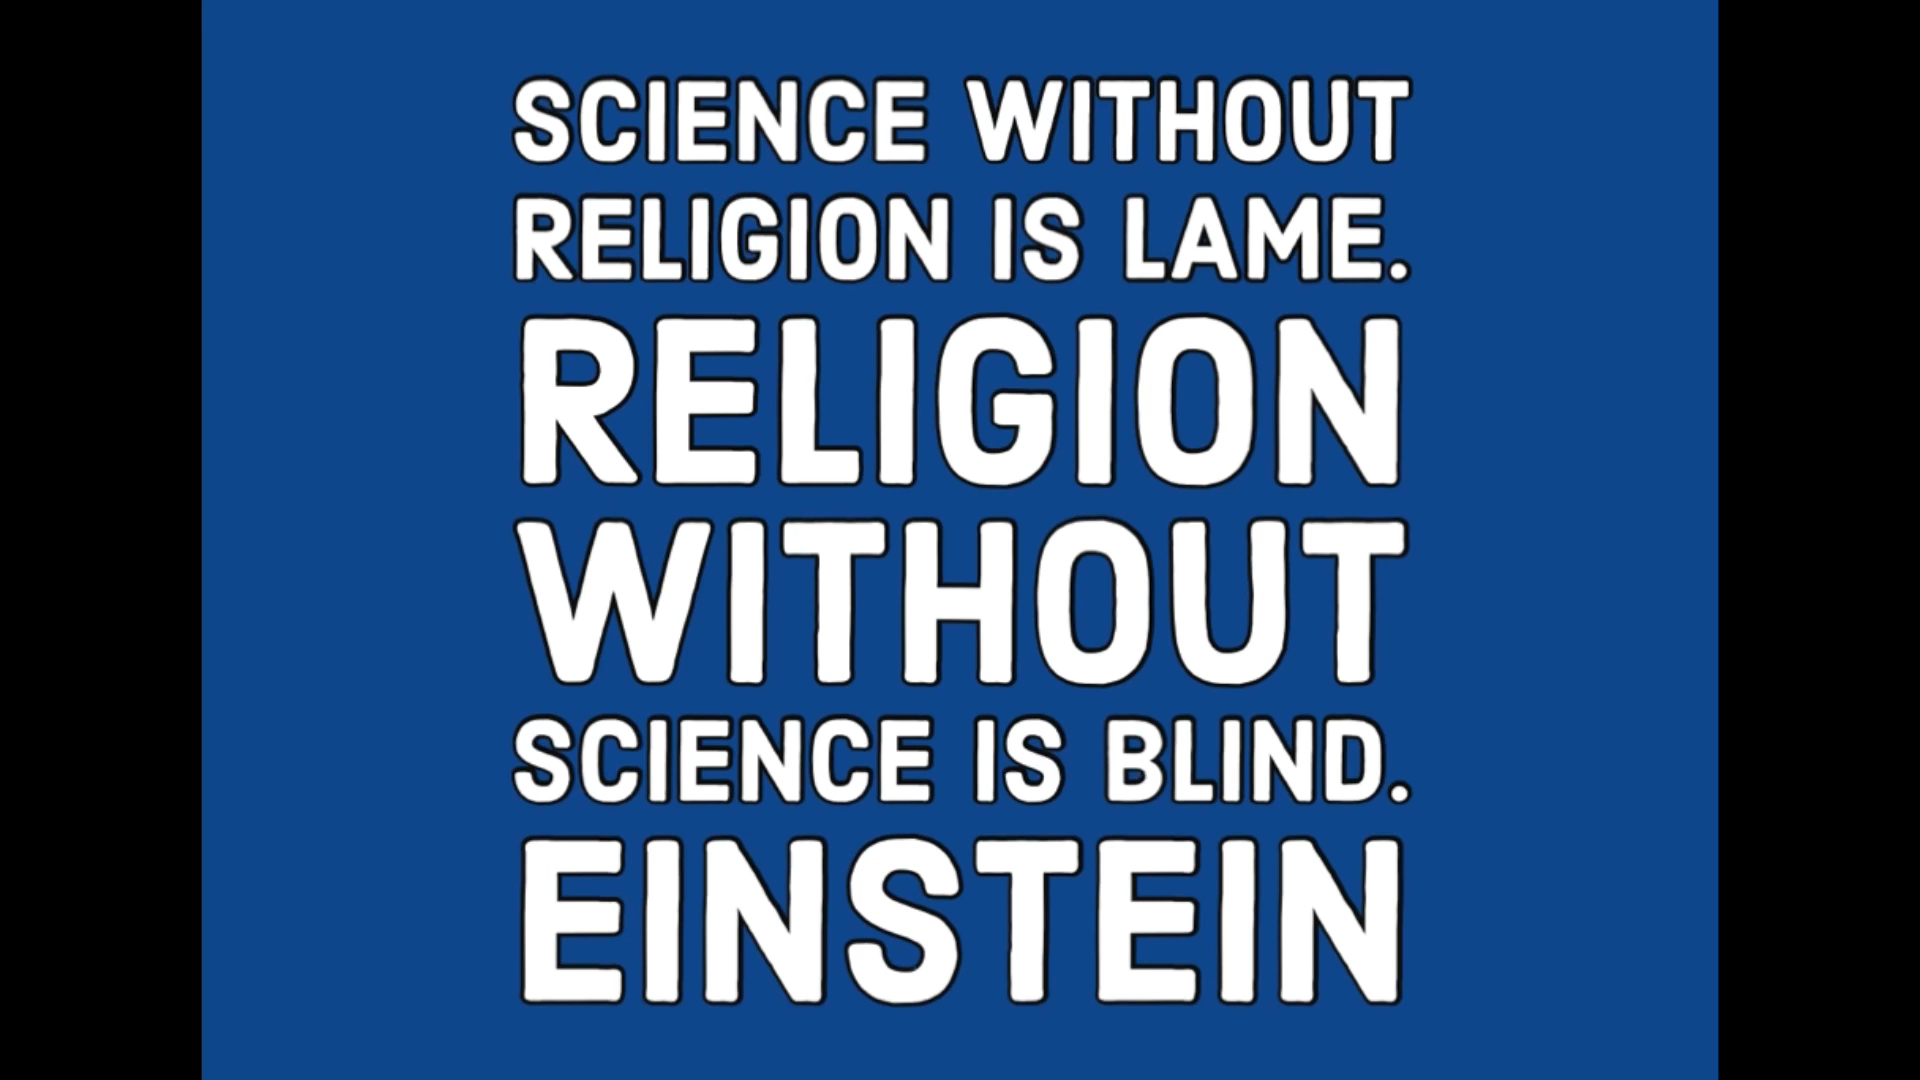 SCIENCE WITHOUT
RELIGION IS LAME.
RELIGION
WITHOUT
SCIENCE IS BLIND.
EINSTEIN